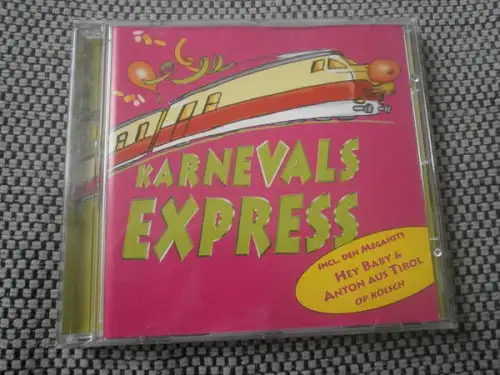 KARNEVALS
EXPRESS
INCL. DEN MEGAHITS
HEY BABY &
ANTON AUS TIROL
OP KÖLSCH